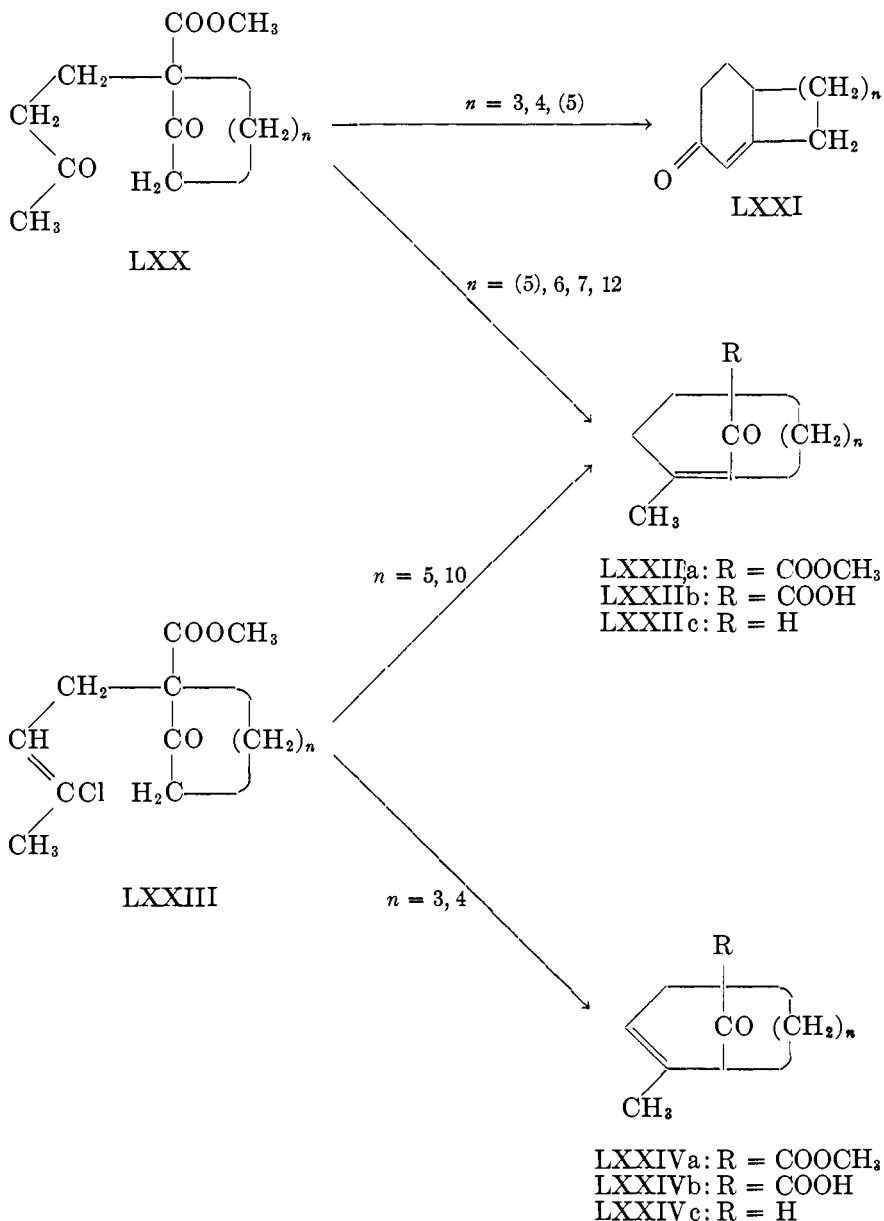 COOCH₃
CH₂
C
CH₂
CO
(CH₂)ₙ
CO
H₂C
CH₃
LXX
n = 3, 4, (5)
(CH₂)ₙ
CH₂
O
LXXI
n = (5), 6, 7, 12
R
CO
(CH₂)ₙ
CH₃
LXXIIa: R = COOCH₃
LXXIIb: R = COOH
LXXIIc: R = H
n = 5, 10
COOCH₃
CH₂
C
CH
CO
(CH₂)ₙ
CCl
H₂C
CH₃
LXXIII
n = 3, 4
R
CO
(CH₂)ₙ
CH₃
LXXIVa: R = COOCH₃
LXXIVb: R = COOH
LXXIVc: R = H